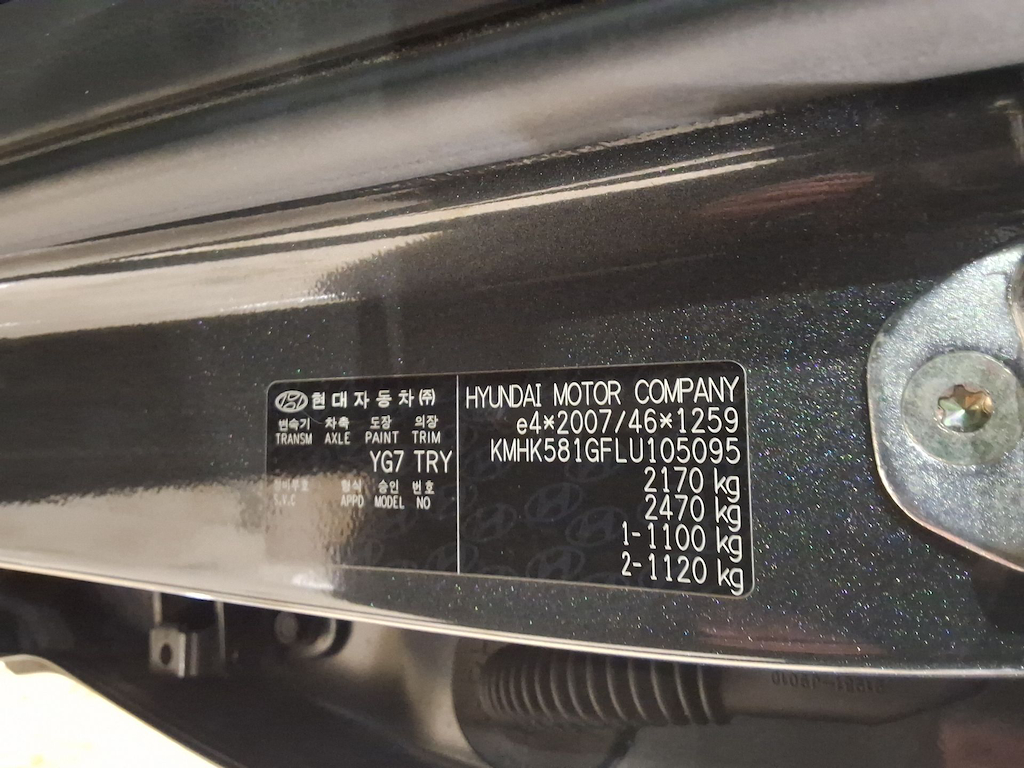 현대자동차(주)
변속기 차축 도장 의장
TRANSM AXLE PAINT TRIM
YG7 TRY
형식 승인 번호
S.V.C APPD MODEL NO
HYUNDAI MOTOR COMPANY
e4*2007/46*1259
KMHK581GFLU105095
2170 kg
2470 kg
1-1100 kg
2-1120 kg